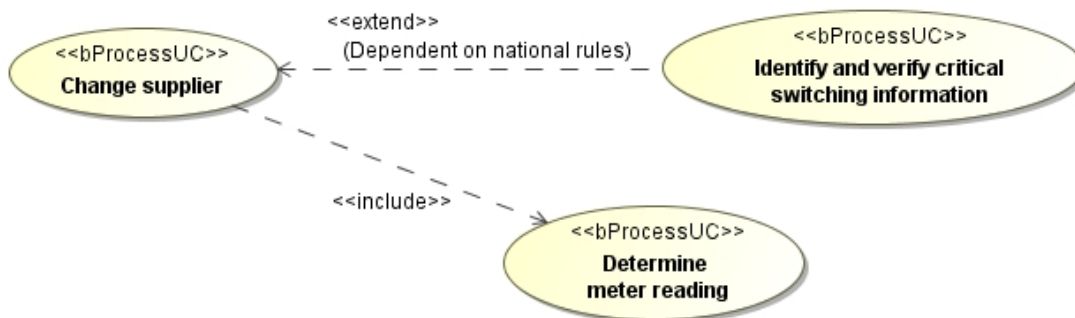 <<extend>>
(Dependent on national rules)
<<bProcessUC>>
Change supplier
<<bProcessUC>>
Identify and verify critical
switching information
<<include>>
<<bProcessUC>>
Determine
meter reading